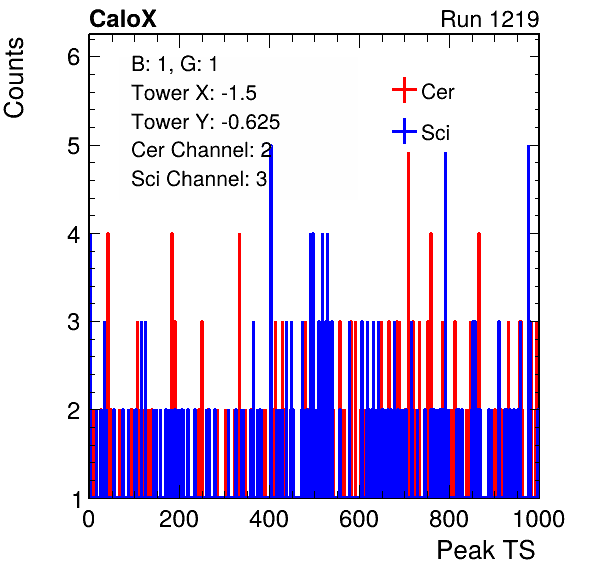 CaloX Run 1219
Counts
B: 1, G: 1
Tower X: -1.5
Tower Y: -0.625
Cer Channel: 2
Sci Channel: 3
Cer
Sci
6
5
4
3
2
1
0 200 400 600 800 1000
Peak TS